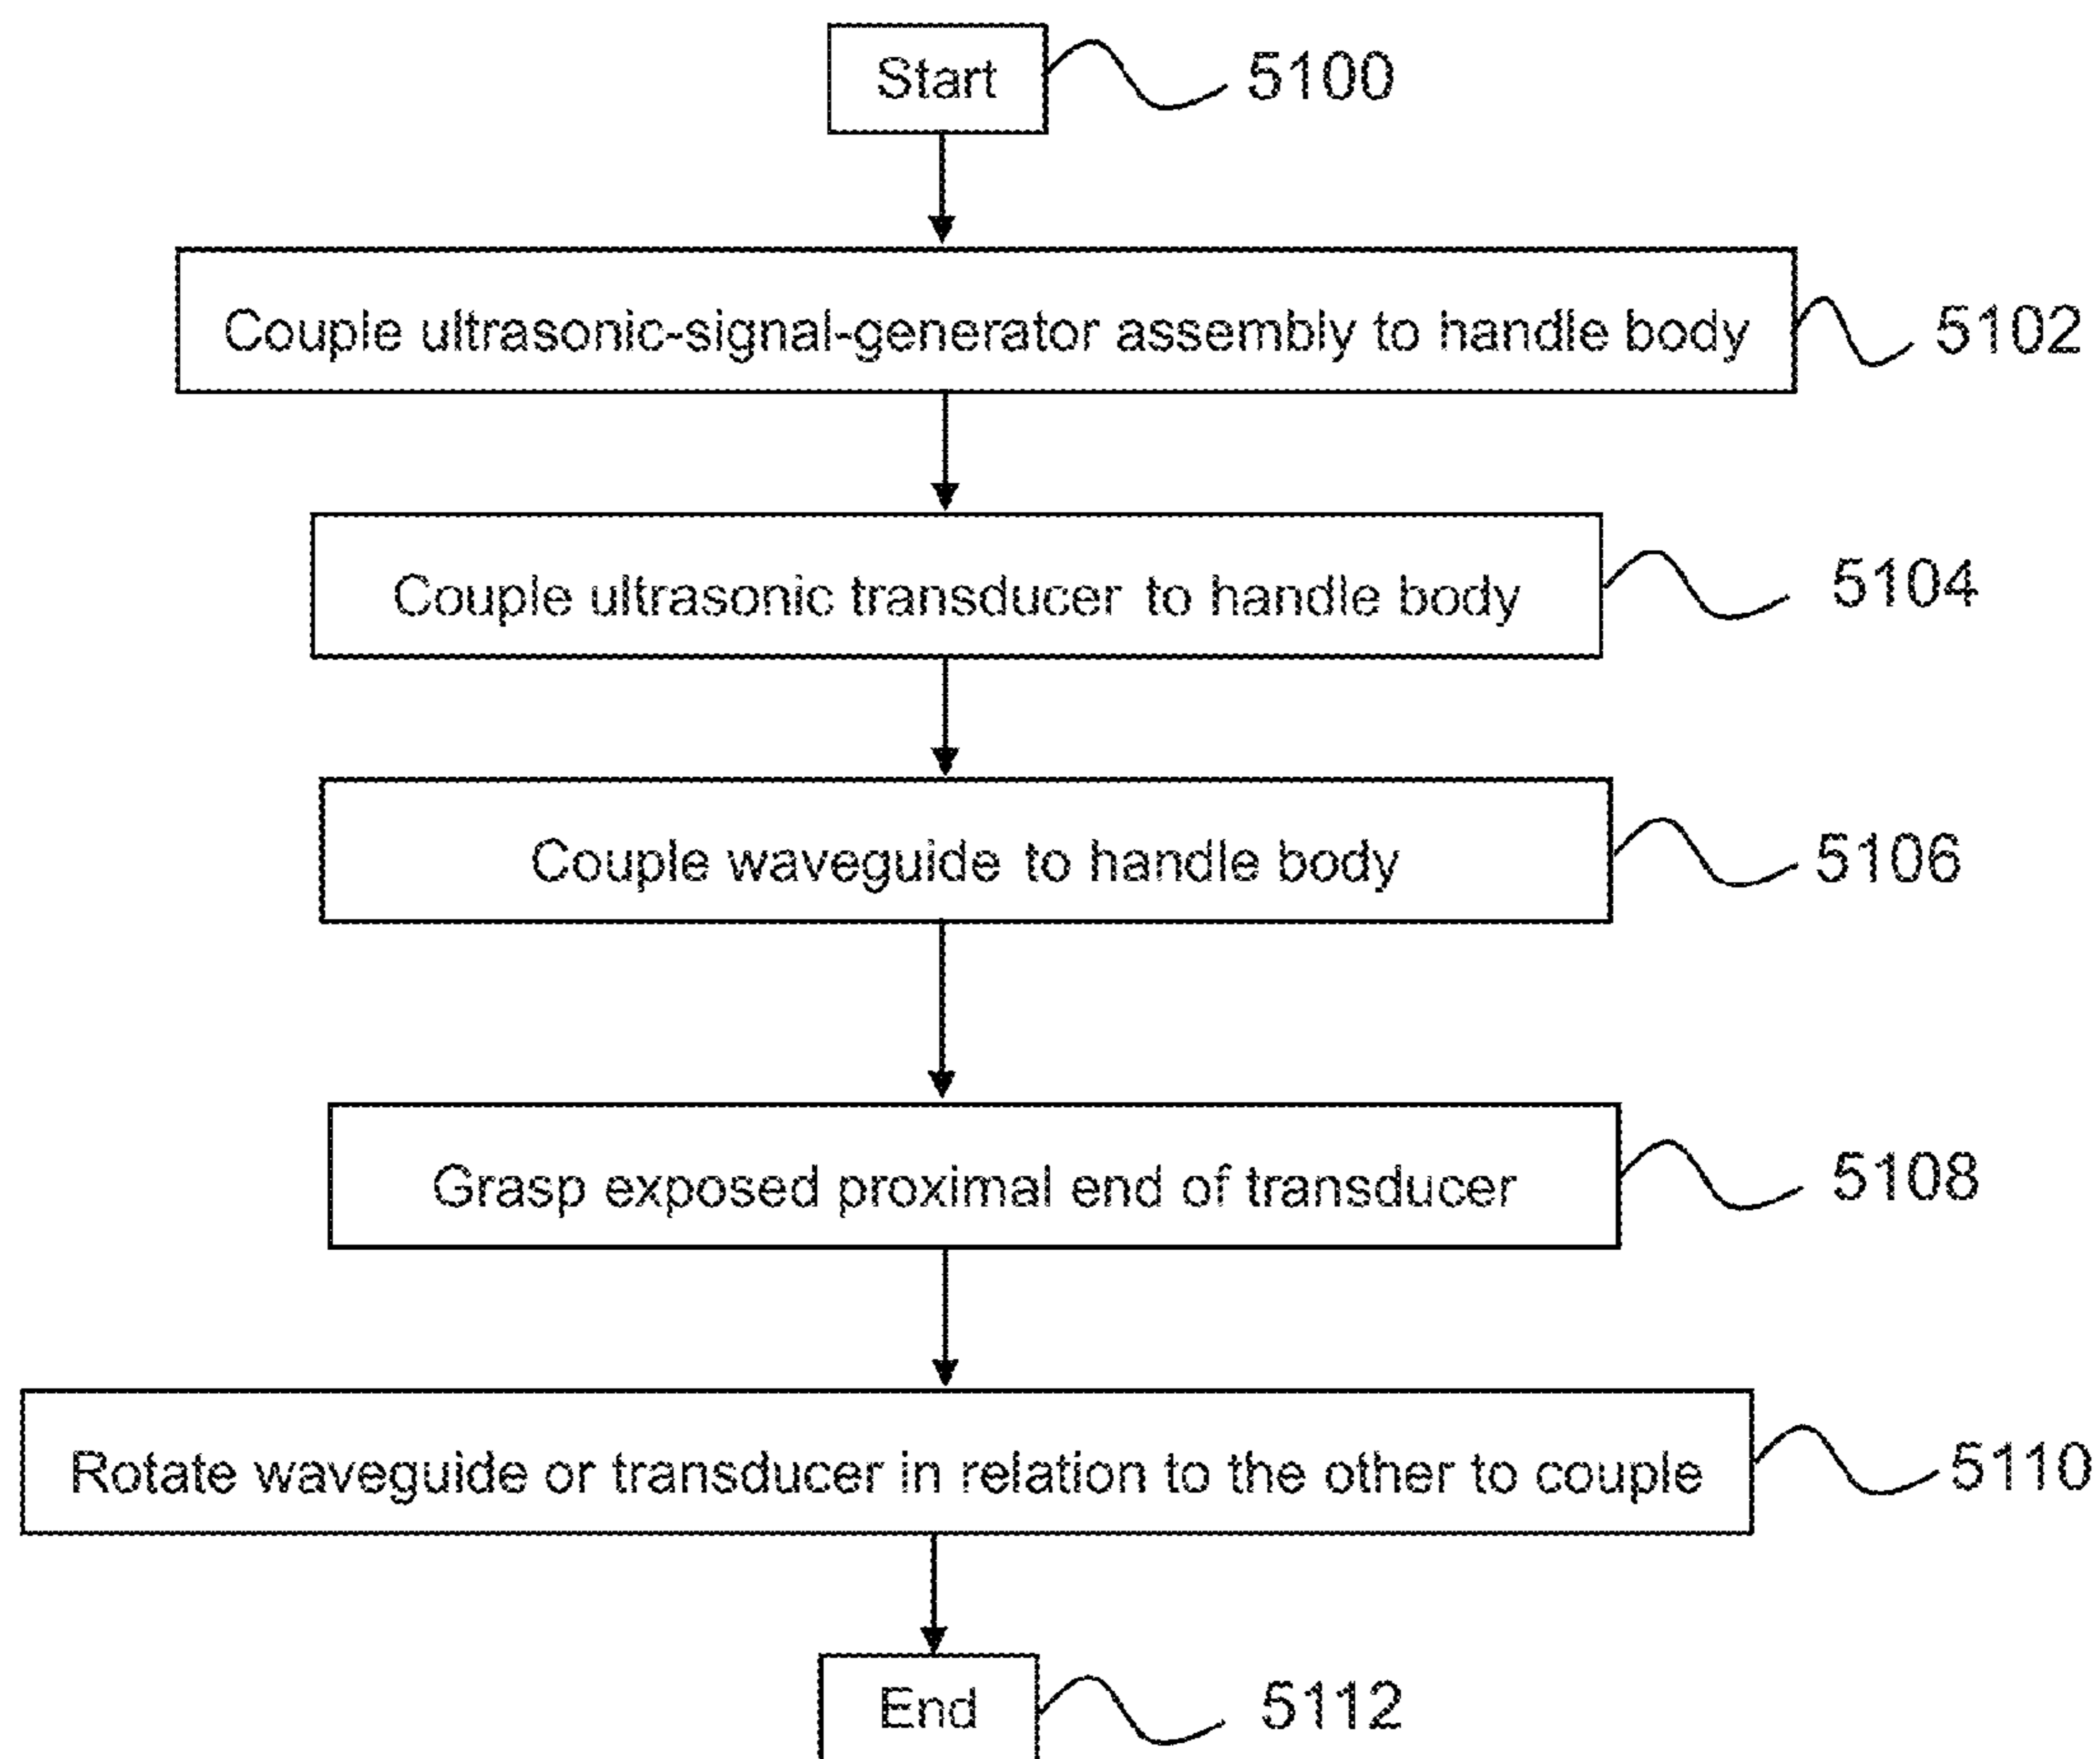 Start
5100
Couple ultrasonic-signal-generator assembly to handle body
5102
Couple ultrasonic transducer to handle body
5104
Couple waveguide to handle body
5106
Grasp exposed proximal end of transducer
5108
Rotate waveguide or transducer in relation to the other to couple
5110
End
5112